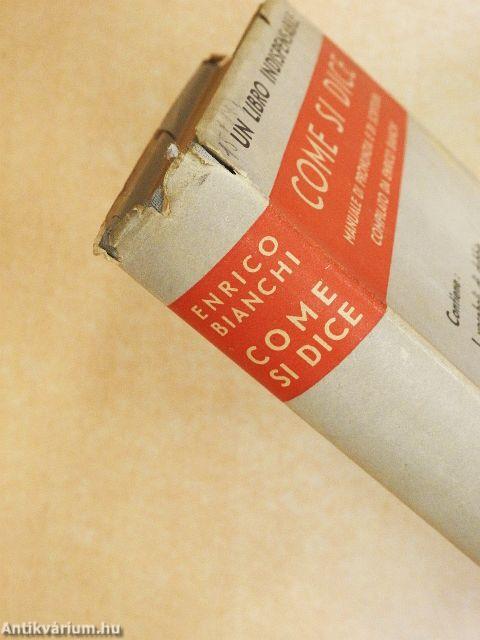 UN LIBRO INDISPENSABILE
COME SI DICE
MANUALE DI PRONUNZIA E DI SCRITTURA
COMPILATO DA ENRICO BIANCHI
Contiene:
ENRICO
BIANCHI
COME
SI DICE
Antikvárium.hu